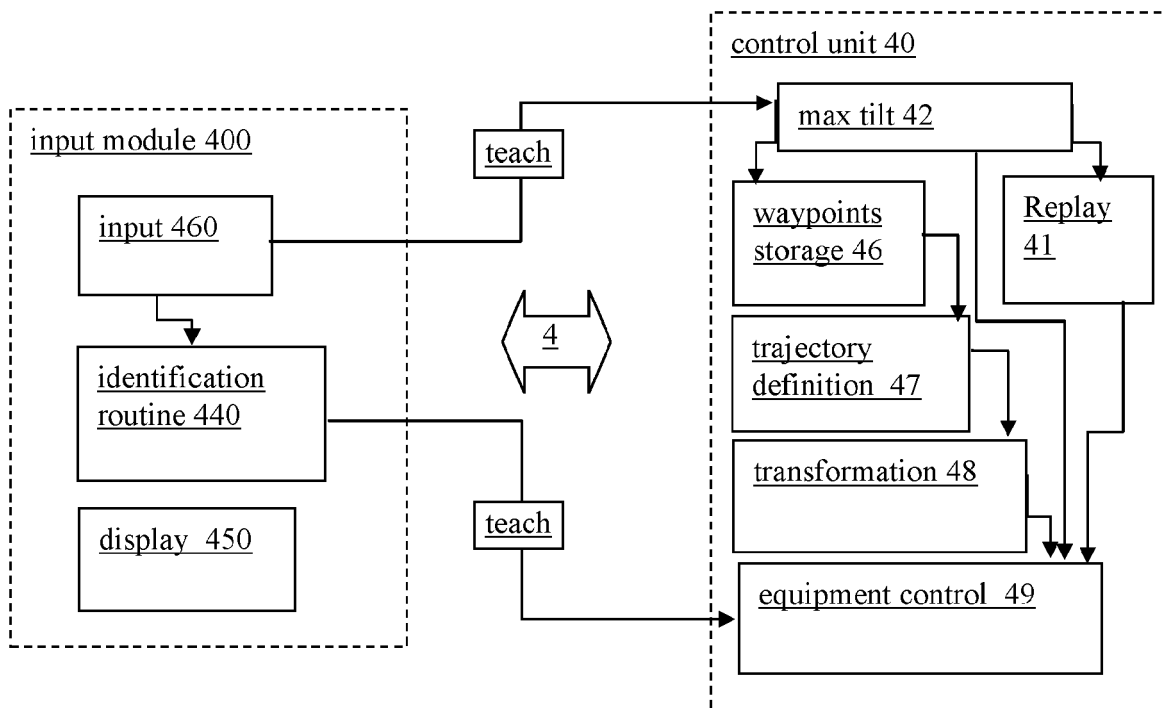 control unit 40
input module 400
teach
max tilt 42
input 460
waypoints
storage 46
Replay
41
4
identification
routine 440
trajectory
definition 47
transformation 48
teach
display 450
equipment control 49